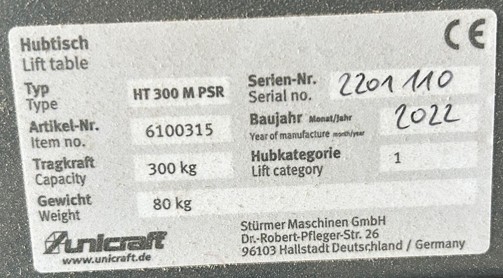 Hubtisch
Lift table
CE
Typ
Type
HT 300 M PSR
Serien-Nr.
Serial no.
2201 110
Artikel-Nr.
Item no.
6100315
Baujahr Monat/Jahr
Year of manufacture month/year
2022
Tragkraft
Capacity
300 kg
Hubkategorie
Lift category
1
Gewicht
Weight
80 kg
unicraft
www.unicraft.de
Stürmer Maschinen GmbH
Dr.-Robert-Pfleger-Str. 26
96103 Hallstadt Deutschland / Germany